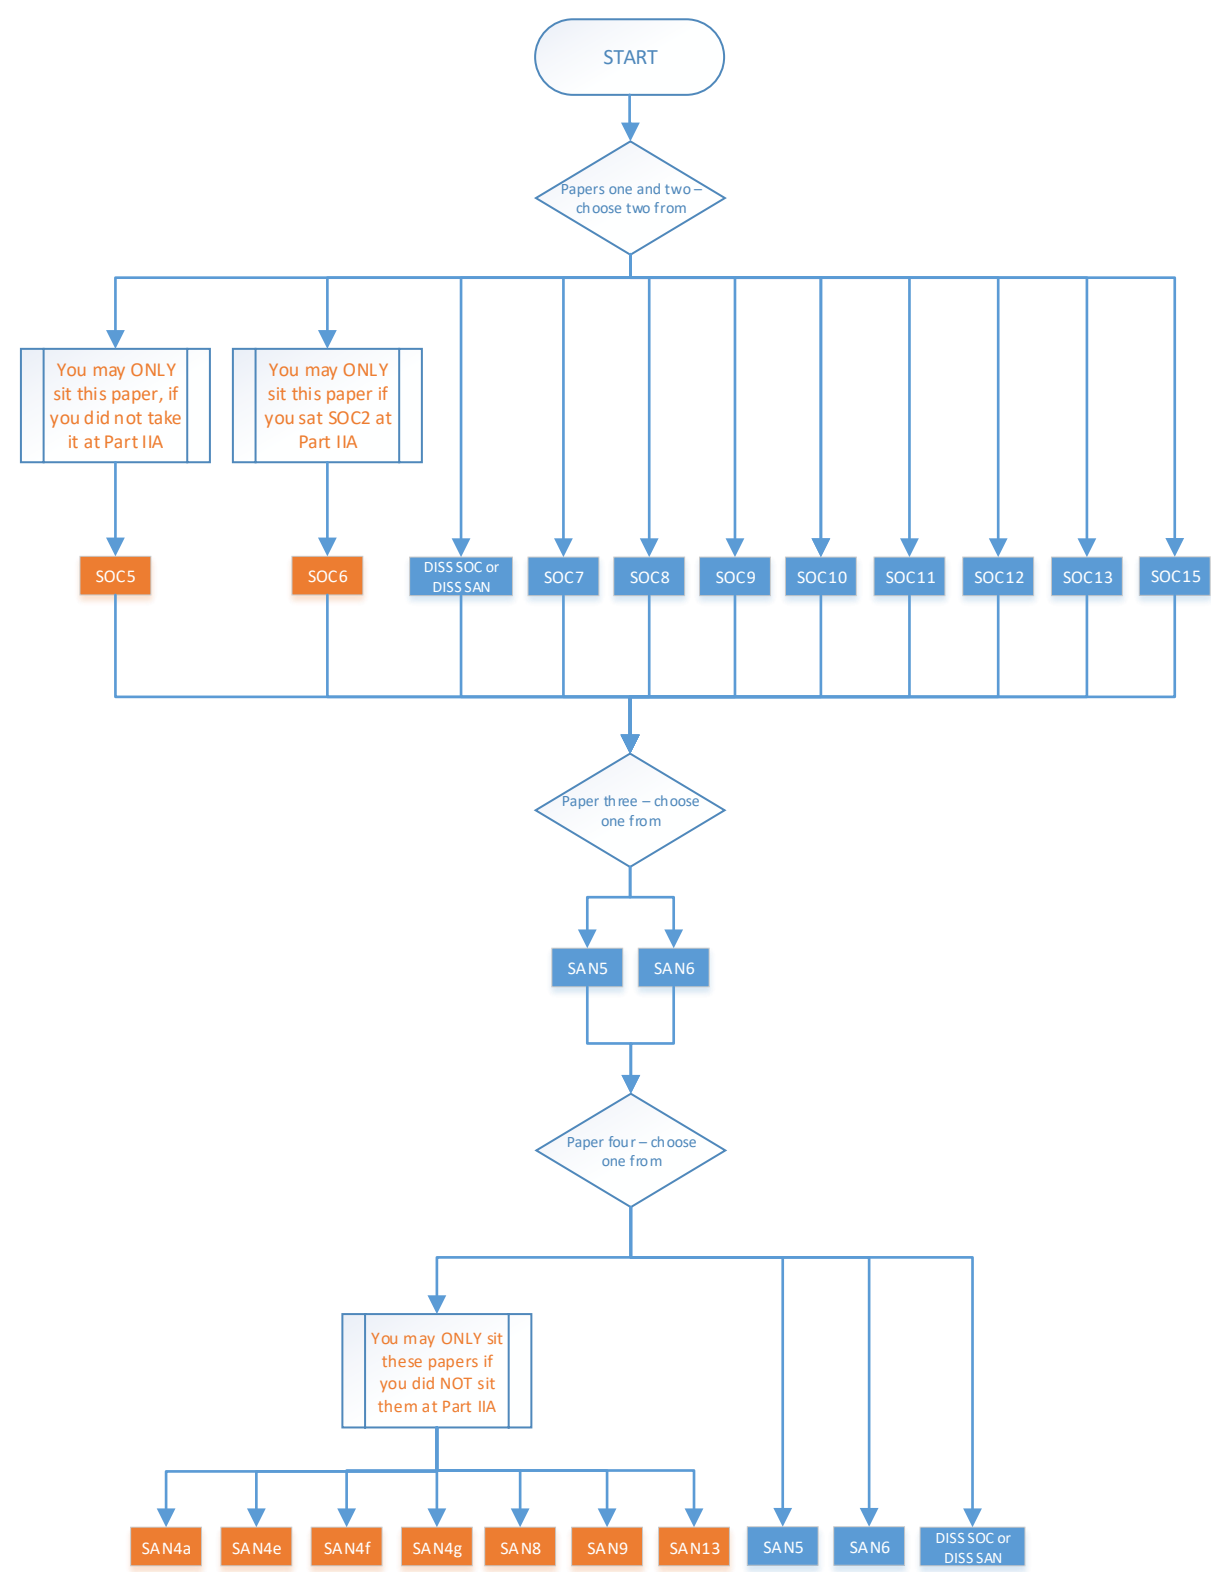 START
Papers one and two –
choose two from
You may ONLY
sit this paper, if
you did not take
it at Part IIA
You may ONLY
sit this paper if
you sat SOC2 at
Part IIA
SOC5
SOC6
DISS SOC or
DISS SAN
SOC7
SOC8
SOC9
SOC10
SOC11
SOC12
SOC13
SOC15
Paper three – choose
one from
SAN5
SAN6
Paper four – choose
one from
You may ONLY sit
these papers if
you did NOT sit
them at Part IIA
SAN4a
SAN4e
SAN4f
SAN4g
SAN8
SAN9
SAN13
SAN5
SAN6
DISS SOC or
DISS SAN